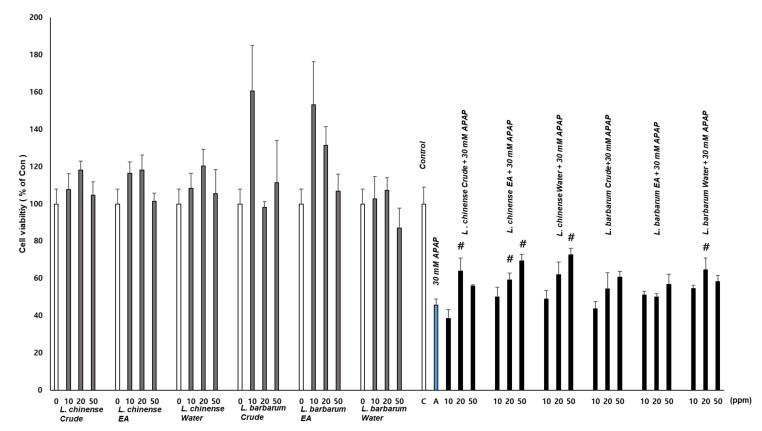 Cell viability ( % of Con )
200
180
160
140
120
100
80
60
40
20
0
Control
30 mM APAP
L . chinense Crude + 30 mM APAP
L. chinense EA + 30 mM APAP
L. chinense Water + 30 mM APAP
L. barbarum Crude+30 mM APAP
L. barbarum EA + 30 mM APAP
L. barbarum Water + 30 mM APAP
# # # # #
0 10 20 50 0 10 20 50 0 10 20 50 0 10 20 50 0 10 20 50 0 10 20 50 C A 10 20 50 10 20 50 10 20 50 10 20 50 10 20 50 10 20 50 (ppm)
L. chinense Crude
L. chinense EA
L. chinense Water
L. barbarum Crude
L. barbarum EA
L. barbarum Water